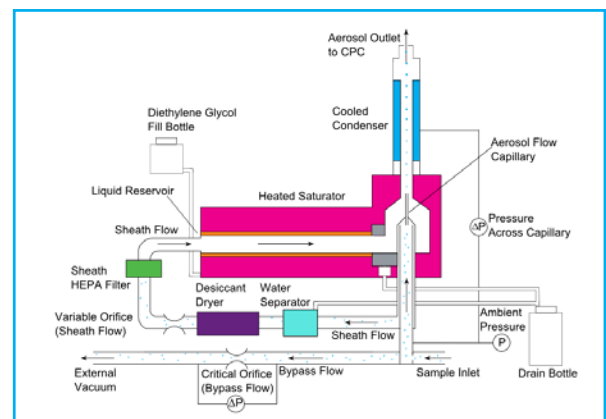 Aerosol Outlet
to CPC
Diethylene Glycol
Fill Bottle
Cooled
Condenser
Aerosol Flow
Capillary
Liquid Reservoir
Heated Saturator
Sheath Flow
ΔP
Pressure
Across Capillary
Sheath
HEPA Filter
Desiccant
Dryer
Water
Separator
Ambient
Pressure
Variable Orifice
(Sheath Flow)
Sheath Flow
P
External
Vacuum
Critical Orifice
(Bypass Flow)
Bypass Flow
Sample Inlet
Drain Bottle
ΔP